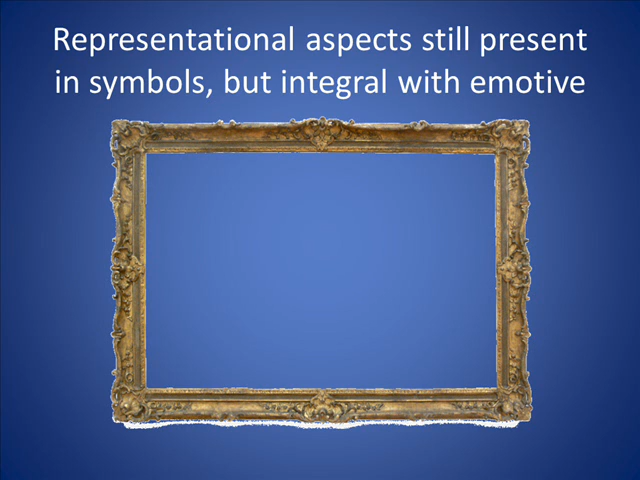 Representational aspects still present
in symbols, but integral with emotive